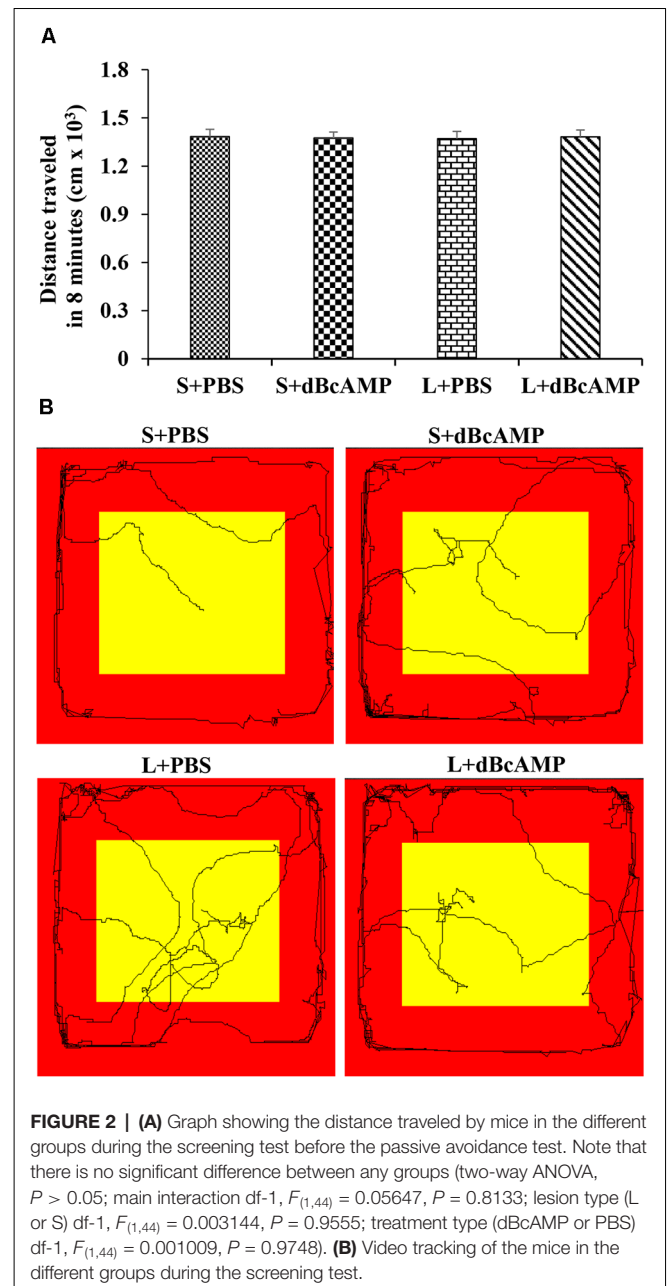 A
Distance traveled
in 8 minutes (cm x 10³)
1.8
1.5
1.2
0.9
0.6
0.3
0
S+PBS S+dBcAMP L+PBS L+dBcAMP
B
S+PBS S+dBcAMP
L+PBS L+dBcAMP
FIGURE 2 | (A) Graph showing the distance traveled by mice in the different
groups during the screening test before the passive avoidance test. Note that
there is no significant difference between any groups (two-way ANOVA,
P > 0.05; main interaction df-1, F(1,44) = 0.05647, P = 0.8133; lesion type (L
or S) df-1, F(1,44) = 0.003144, P = 0.9555; treatment type (dBcAMP or PBS)
df-1, F(1,44) = 0.001009, P = 0.9748). (B) Video tracking of the mice in the
different groups during the screening test.